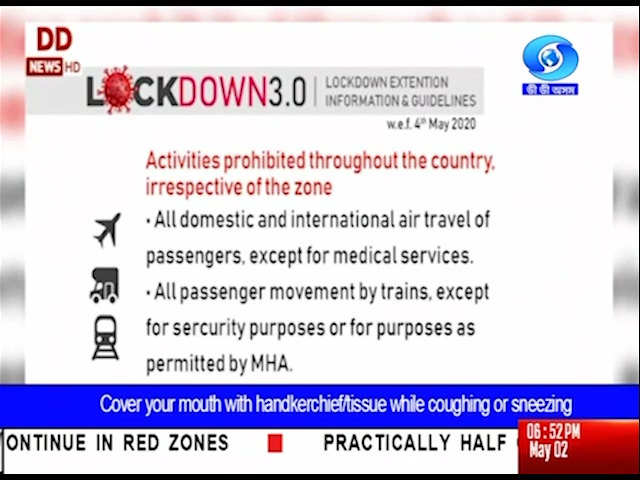 DD
NEWS HD
ডী ডী অসম
LOCKDOWN3.0
LOCKDOWN EXTENTION
INFORMATION & GUIDELINES
w.e.f. 4th May 2020
Activities prohibited throughout the country,
irrespective of the zone
· All domestic and international air travel of
passengers, except for medical services.
· All passenger movement by trains, except
for sercurity purposes or for purposes as
permitted by MHA.
Cover your mouth with handkerchief/tissue while coughing or sneezing
ONTINUE IN RED ZONES ■ PRACTICALLY HALF
06:52PM
May 02